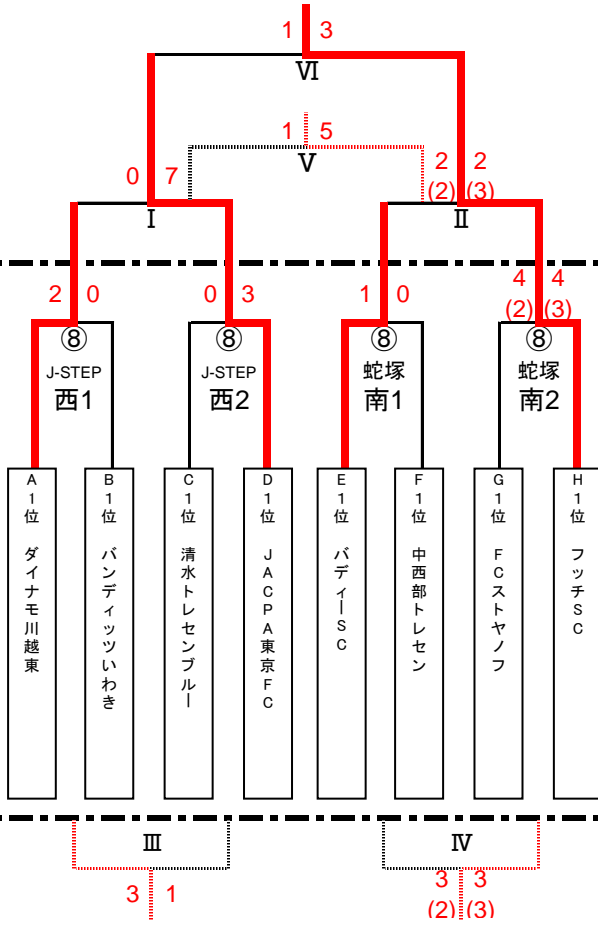 1 3
Ⅵ
1 5
Ⅴ
0 7
2 2
(2) (3)
Ⅰ
Ⅱ
2 0
0 3
1 0
4 4
(2) (3)
⑧ ⑧ ⑧ ⑧
J-STEP J-STEP 蛇塚 蛇塚
西1 西2 南1 南2
A1位 ダイナモ川越東
B1位 バンディッツいわき
C1位 清水トレセンブルー
D1位 JACPA東京FC
E1位 バディーSC
F1位 中西部トレセン
G1位 FCストヤノフ
H1位 フッチSC
Ⅲ
Ⅳ
3 1
3 3
(2) (3)